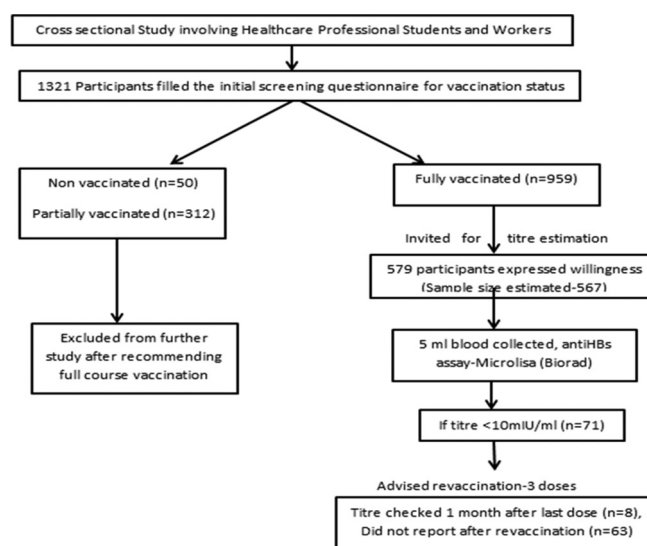 Cross sectional Study involving Healthcare Professional Students and Workers
1321 Participants filled the initial screening questionnaire for vaccination status
Non vaccinated (n=50)
Partially vaccinated (n=312)
Excluded from further
study after recommending
full course vaccination
Fully vaccinated (n=959)
Invited for titre estimation
579 participants expressed willingness
(Sample size estimated-567)
5 ml blood collected, antiHBs
assay-Microlisa (Biorad)
If titre <10mIU/ml (n=71)
Advised revaccination-3 doses
Titre checked 1 month after last dose (n=8),
Did not report after revaccination (n=63)